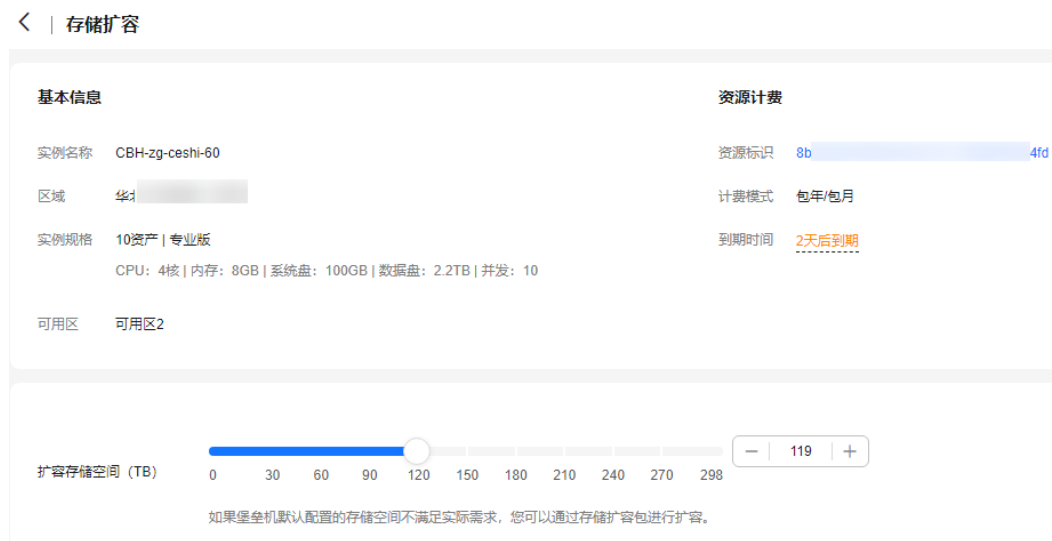 存储扩容
基本信息
实例名称 CBH-zg-ceshi-60
区域 华北
实例规格 10资产 | 专业版
CPU：4核 | 内存：8GB | 系统盘：100GB | 数据盘：2.2TB | 并发：10
可用区 可用区2
资源计费
资源标识 8b 4fd
计费模式 包年/包月
到期时间 2天后到期
扩容存储空间（TB）
0 30 60 90 120 150 180 210 240 270 298
119
如果堡垒机默认配置的存储空间不满足实际需求，您可以通过存储扩容包进行扩容。